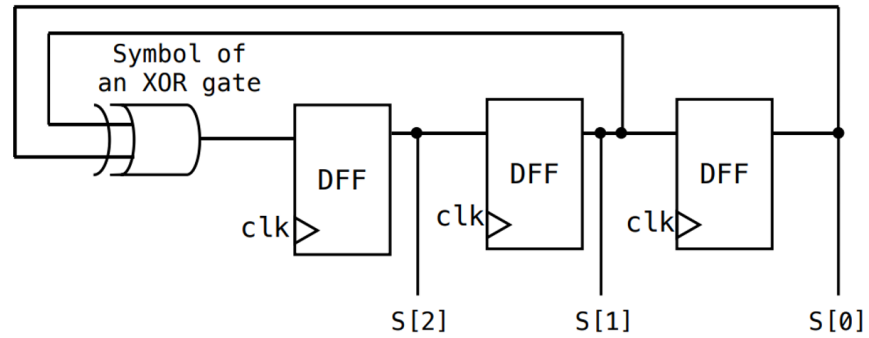 Symbol of
an XOR gate
DFF
DFF
DFF
clk
clk
clk
S[2]
S[1]
S[0]